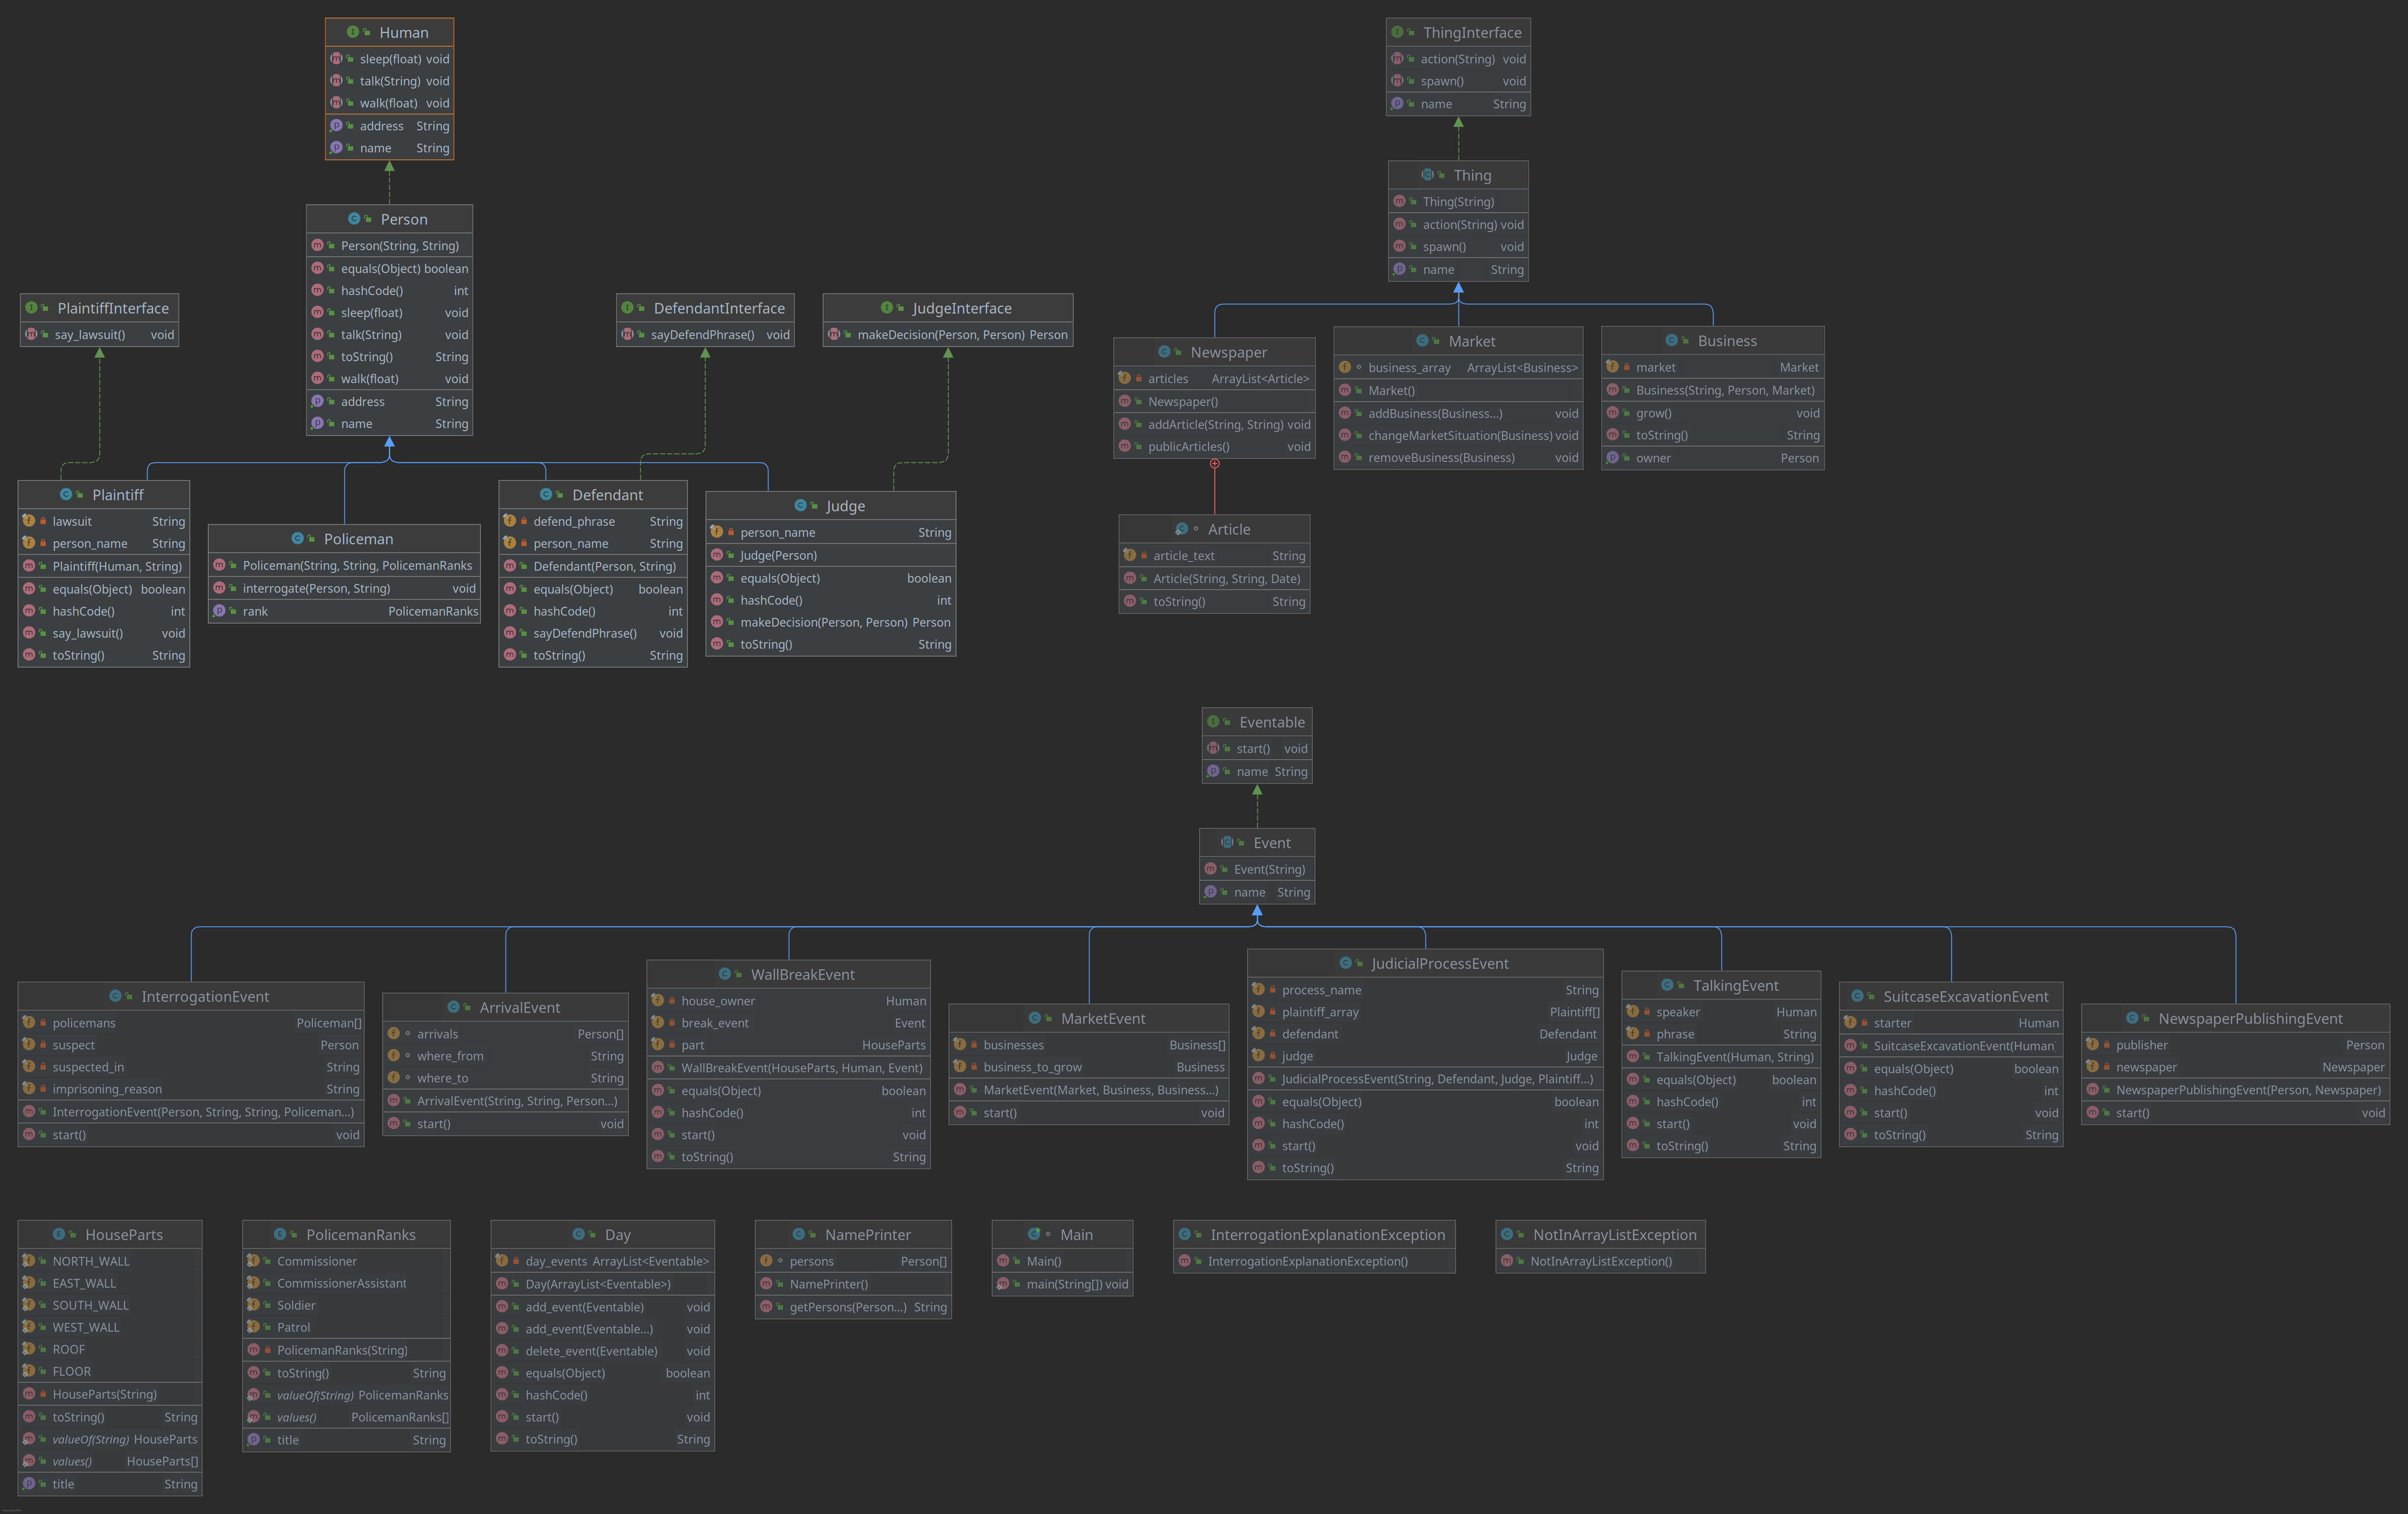 Human
sleep(float) void
talk(String) void
walk(float) void
address String
name String
ThingInterface
action(String) void
spawn() void
name String
Person
Person(String, String)
equals(Object) boolean
hashCode() int
sleep(float) void
talk(String) void
toString() String
walk(float) void
address String
name String
Thing
Thing(String)
action(String) void
spawn() void
name String
PlaintiffInterface
say_lawsuit() void
DefendantInterface
sayDefendPhrase() void
JudgeInterface
makeDecision(Person, Person) Person
Newspaper
articles ArrayList<Article>
Newspaper()
addArticle(String, String) void
publicArticles() void
Market
business_array ArrayList<Business>
Market()
addBusiness(Business...) void
changeMarketSituation(Business) void
removeBusiness(Business) void
Business
market Market
Business(String, Person, Market)
grow() void
toString() String
owner Person
Plaintiff
lawsuit String
person_name String
Plaintiff(Human, String)
equals(Object) boolean
hashCode() int
say_lawsuit() void
toString() String
Policeman
Policeman(String, String, PolicemanRanks
interrogate(Person, String) void
rank PolicemanRanks
Defendant
defend_phrase String
person_name String
Defendant(Person, String)
equals(Object) boolean
hashCode() int
sayDefendPhrase() void
toString() String
Judge
person_name String
Judge(Person)
equals(Object) boolean
hashCode() int
makeDecision(Person, Person) Person
toString() String
Article
article_text String
Article(String, String, Date)
toString() String
Eventable
start() void
name String
Event
Event(String)
name String
InterrogationEvent
policemans Policeman[]
suspect Person
suspected_in String
imprisoning_reason String
InterrogationEvent(Person, String, String, Policeman...)
start() void
ArrivalEvent
arrivals Person[]
where_from String
where_to String
ArrivalEvent(String, String, Person...)
start() void
WallBreakEvent
house_owner Human
break_event Event
part HouseParts
WallBreakEvent(HouseParts, Human, Event)
equals(Object) boolean
hashCode() int
start() void
toString() String
MarketEvent
businesses Business[]
business_to_grow Business
MarketEvent(Market, Business, Business...)
start() void
JudicialProcessEvent
process_name String
plaintiff_array Plaintiff[]
defendant Defendant
judge Judge
JudicialProcessEvent(String, Defendant, Judge, Plaintiff...)
equals(Object) boolean
hashCode() int
start() void
toString() String
TalkingEvent
speaker Human
phrase String
TalkingEvent(Human, String)
equals(Object) boolean
hashCode() int
start() void
toString() String
SuitcaseExcavationEvent
starter Human
SuitcaseExcavationEvent(Human
equals(Object) boolean
hashCode() int
start() void
toString() String
NewspaperPublishingEvent
publisher Person
newspaper Newspaper
NewspaperPublishingEvent(Person, Newspaper)
start() void
HouseParts
NORTH_WALL
EAST_WALL
SOUTH_WALL
WEST_WALL
ROOF
FLOOR
HouseParts(String)
toString() String
valueOf(String) HouseParts
values() HouseParts[]
title String
PolicemanRanks
Commissioner
CommissionerAssistant
Soldier
Patrol
PolicemanRanks(String)
toString() String
valueOf(String) PolicemanRanks
values() PolicemanRanks[]
title String
Day
day_events ArrayList<Eventable>
Day(ArrayList<Eventable>)
add_event(Eventable) void
add_event(Eventable...) void
delete_event(Eventable) void
equals(Object) boolean
hashCode() int
start() void
toString() String
NamePrinter
persons Person[]
NamePrinter()
getPersons(Person...) String
Main
Main()
main(String[]) void
InterrogationExplanationException
InterrogationExplanationException()
NotInArrayListException
NotInArrayListException()